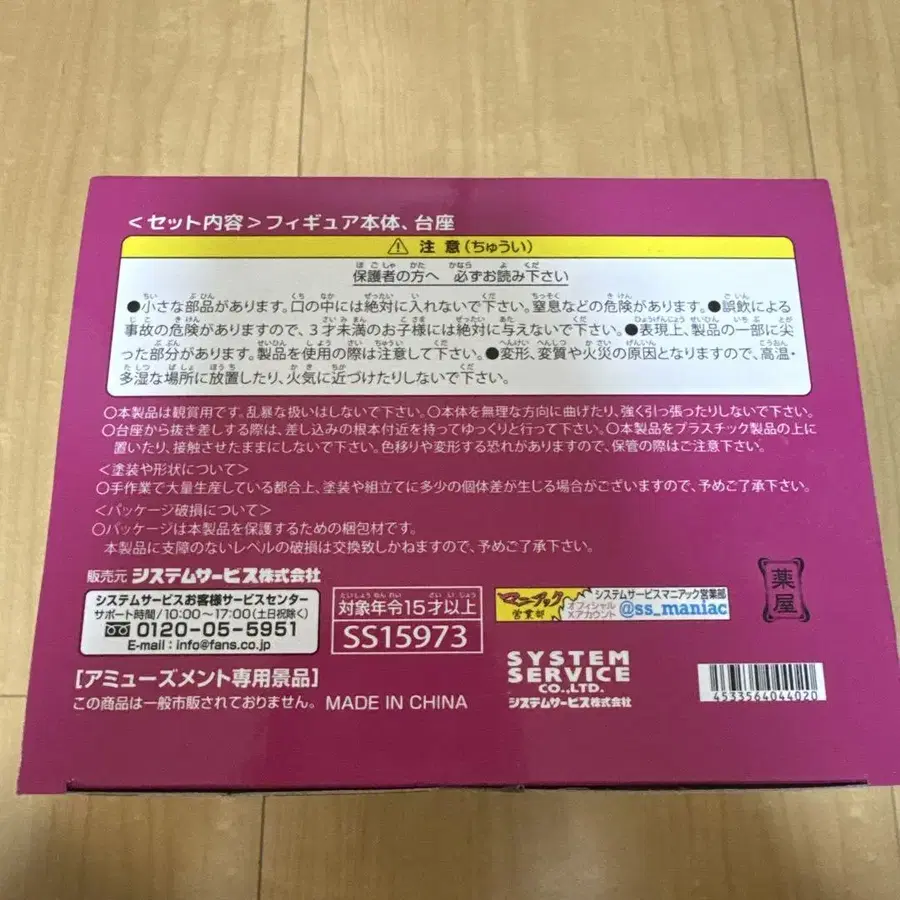 <セット内容>フィギュア本体、台座
⚠ 注意(ちゅうい)
保護者の方へ 必ずお読み下さい
●小さな部品があります。口の中には絶対に入れないで下さい。窒息などの危険があります。●誤飲による
事故の危険がありますので、3才未満のお子様には絶対に与えないで下さい。●表現上、製品の一部に尖
った部分があります。製品を使用の際は注意して下さい。●変形、変質や火災の原因となりますので、高温・
多湿な場所に放置したり、火気に近づけたりしないで下さい。
○本製品は観賞用です。乱暴な扱いはしないで下さい。○本体を無理な方向に曲げたり、強く引っ張ったりしないで下さい。
○台座から抜き差しする際は、差し込みの根本付近を持ってゆっくりと行って下さい。○本製品をプラスチック製品の上に
置いたり、接触させたままにしないで下さい。色移りや変形する恐れがありますので、保管の際はご注意下さい。
<塗装や形状について>
○手作業で大量生産している都合上、塗装や組立てに多少の個体差が生じる場合がございますので、予めご了承下さい。
<パッケージ破損について>
○パッケージは本製品を保護するための梱包材です。
本製品に支障のないレベルの破損は交換致しかねますので、予めご了承下さい。
販売元 システムサービス株式会社
システムサービスお客様サービスセンター
サポート時間/10:00~17:00(土日祝除く)
0120-05-5951
E-mail:info@fans.co.jp
対象年令15才以上
SS15973
マニアック
営業部
オフィシャル
Xアカウント
システムサービスマニアック営業部
@ss_maniac
薬屋
[アミューズメント専用景品]
この商品は一般市販されておりません。 MADE IN CHINA
SYSTEM
SERVICE
CO.,LTD.
システムサービス株式会社
4533564044020